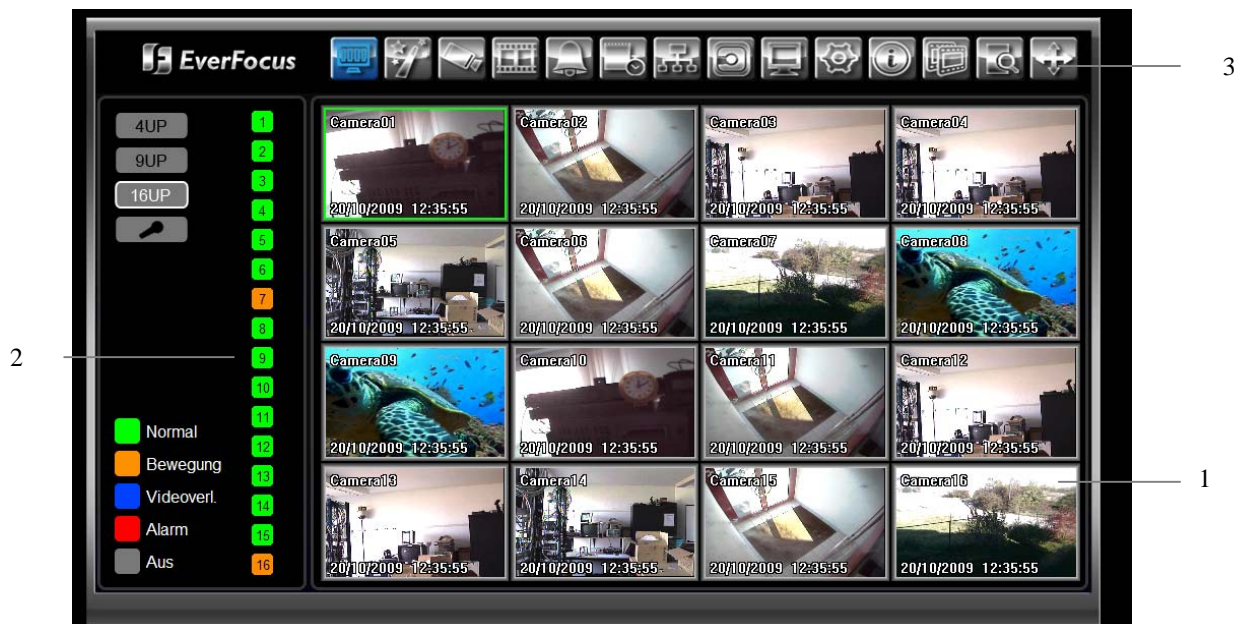 EverFocus
3
4UP
9UP
16UP
1
2
3
4
5
6
7
8
9
10
11
12
13
14
15
16
2
Normal
Bewegung
Videoverl.
Alarm
Aus
Camera01
20/10/2009 12:35:55
Camera02
20/10/2009 12:35:55
Camera03
20/10/2009 12:35:55
Camera04
20/10/2009 12:35:55
Camera05
20/10/2009 12:35:55
Camera06
20/10/2009 12:35:55
Camera07
20/10/2009 12:35:55
Camera08
20/10/2009 12:35:55
Camera09
20/10/2009 12:35:55
Camera10
20/10/2009 12:35:55
Camera11
20/10/2009 12:35:55
Camera12
20/10/2009 12:35:55
Camera13
20/10/2009 12:35:55
Camera14
20/10/2009 12:35:55
Camera15
20/10/2009 12:35:55
Camera16
20/10/2009 12:35:55
1